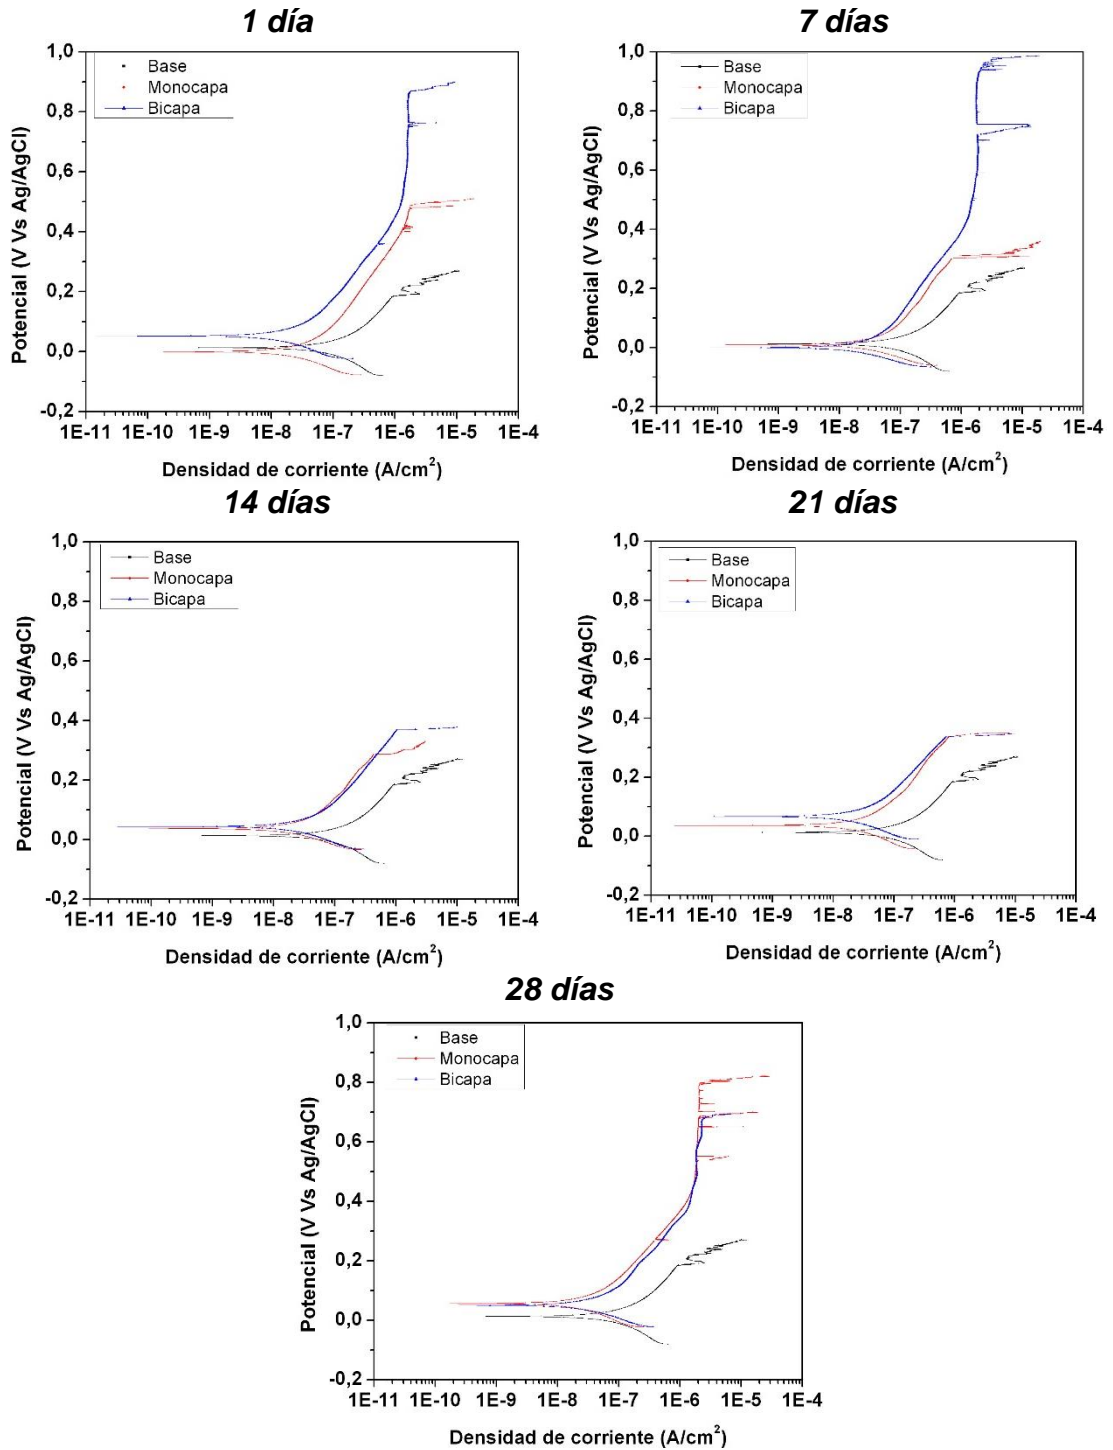 1 día
1,0
0,8
0,6
0,4
0,2
0,0
-0,2
Potencial (V Vs Ag/AgCl)
Base
Monocapa
Bicapa
1E-11 1E-10 1E-9 1E-8 1E-7 1E-6 1E-5 1E-4
Densidad de corriente (A/cm²)
7 días
1,0
0,8
0,6
0,4
0,2
0,0
-0,2
Potencial (V Vs Ag/AgCl)
Base
Monocapa
Bicapa
1E-11 1E-10 1E-9 1E-8 1E-7 1E-6 1E-5 1E-4
Densidad de corriente (A/cm²)
14 días
1,0
0,8
0,6
0,4
0,2
0,0
-0,2
Potencial (V Vs Ag/AgCl)
Base
Monocapa
Bicapa
1E-11 1E-10 1E-9 1E-8 1E-7 1E-6 1E-5 1E-4
Densidad de corriente (A/cm²)
21 días
1,0
0,8
0,6
0,4
0,2
0,0
-0,2
Potencial (V Vs Ag/AgCl)
Base
Monocapa
Bicapa
1E-11 1E-10 1E-9 1E-8 1E-7 1E-6 1E-5 1E-4
Densidad de corriente (A/cm²)
28 días
1,0
0,8
0,6
0,4
0,2
0,0
-0,2
Potencial (V Vs Ag/AgCl)
Base
Monocapa
Bicapa
1E-11 1E-10 1E-9 1E-8 1E-7 1E-6 1E-5 1E-4
Densidad de corriente (A/cm²)